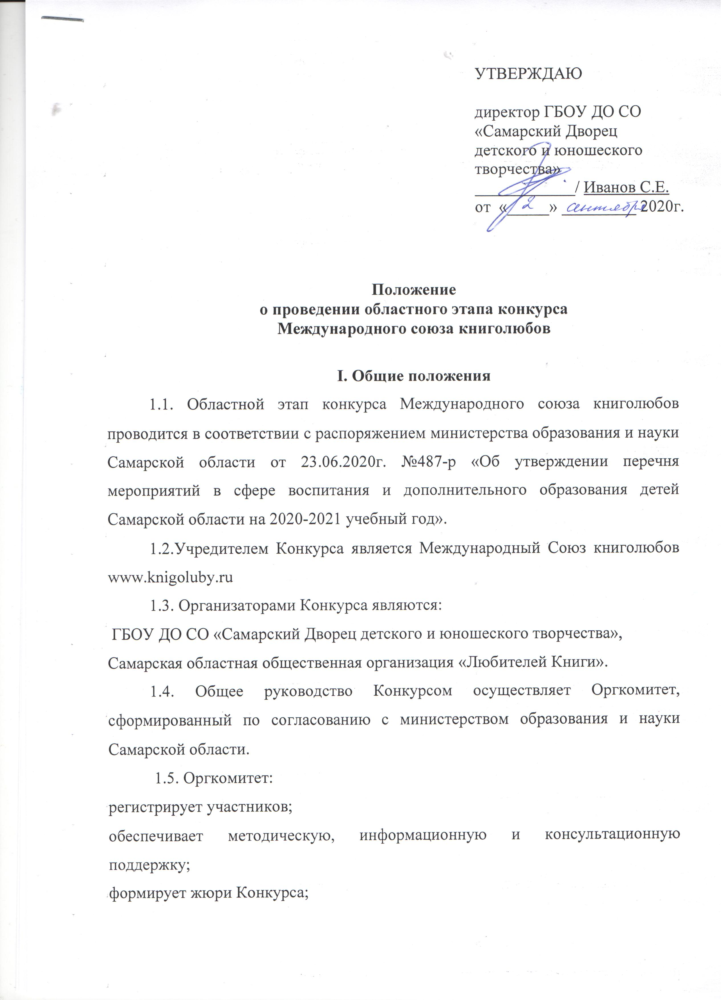 УТВЕРЖДАЮ
директор ГБОУ ДО СО
«Самарский Дворец
детского и юношеского
творчества»
____________/ Иванов С.Е.
от «__2__» сентября 2020г.
Положение
о проведении областного этапа конкурса
Международного союза книголюбов
I. Общие положения
1.1. Областной этап конкурса Международного союза книголюбов
проводится в соответствии с распоряжением министерства образования и науки
Самарской области от 23.06.2020г. №487-р «Об утверждении перечня
мероприятий в сфере воспитания и дополнительного образования детей
Самарской области на 2020-2021 учебный год».
1.2.Учредителем Конкурса является Международный Союз книголюбов
www.knigoluby.ru
1.3. Организаторами Конкурса являются:
ГБОУ ДО СО «Самарский Дворец детского и юношеского творчества»,
Самарская областная общественная организация «Любителей Книги».
1.4. Общее руководство Конкурсом осуществляет Оргкомитет,
сформированный по согласованию с министерством образования и науки
Самарской области.
1.5. Оргкомитет:
регистрирует участников;
обеспечивает методическую, информационную и консультационную
поддержку;
формирует жюри Конкурса;